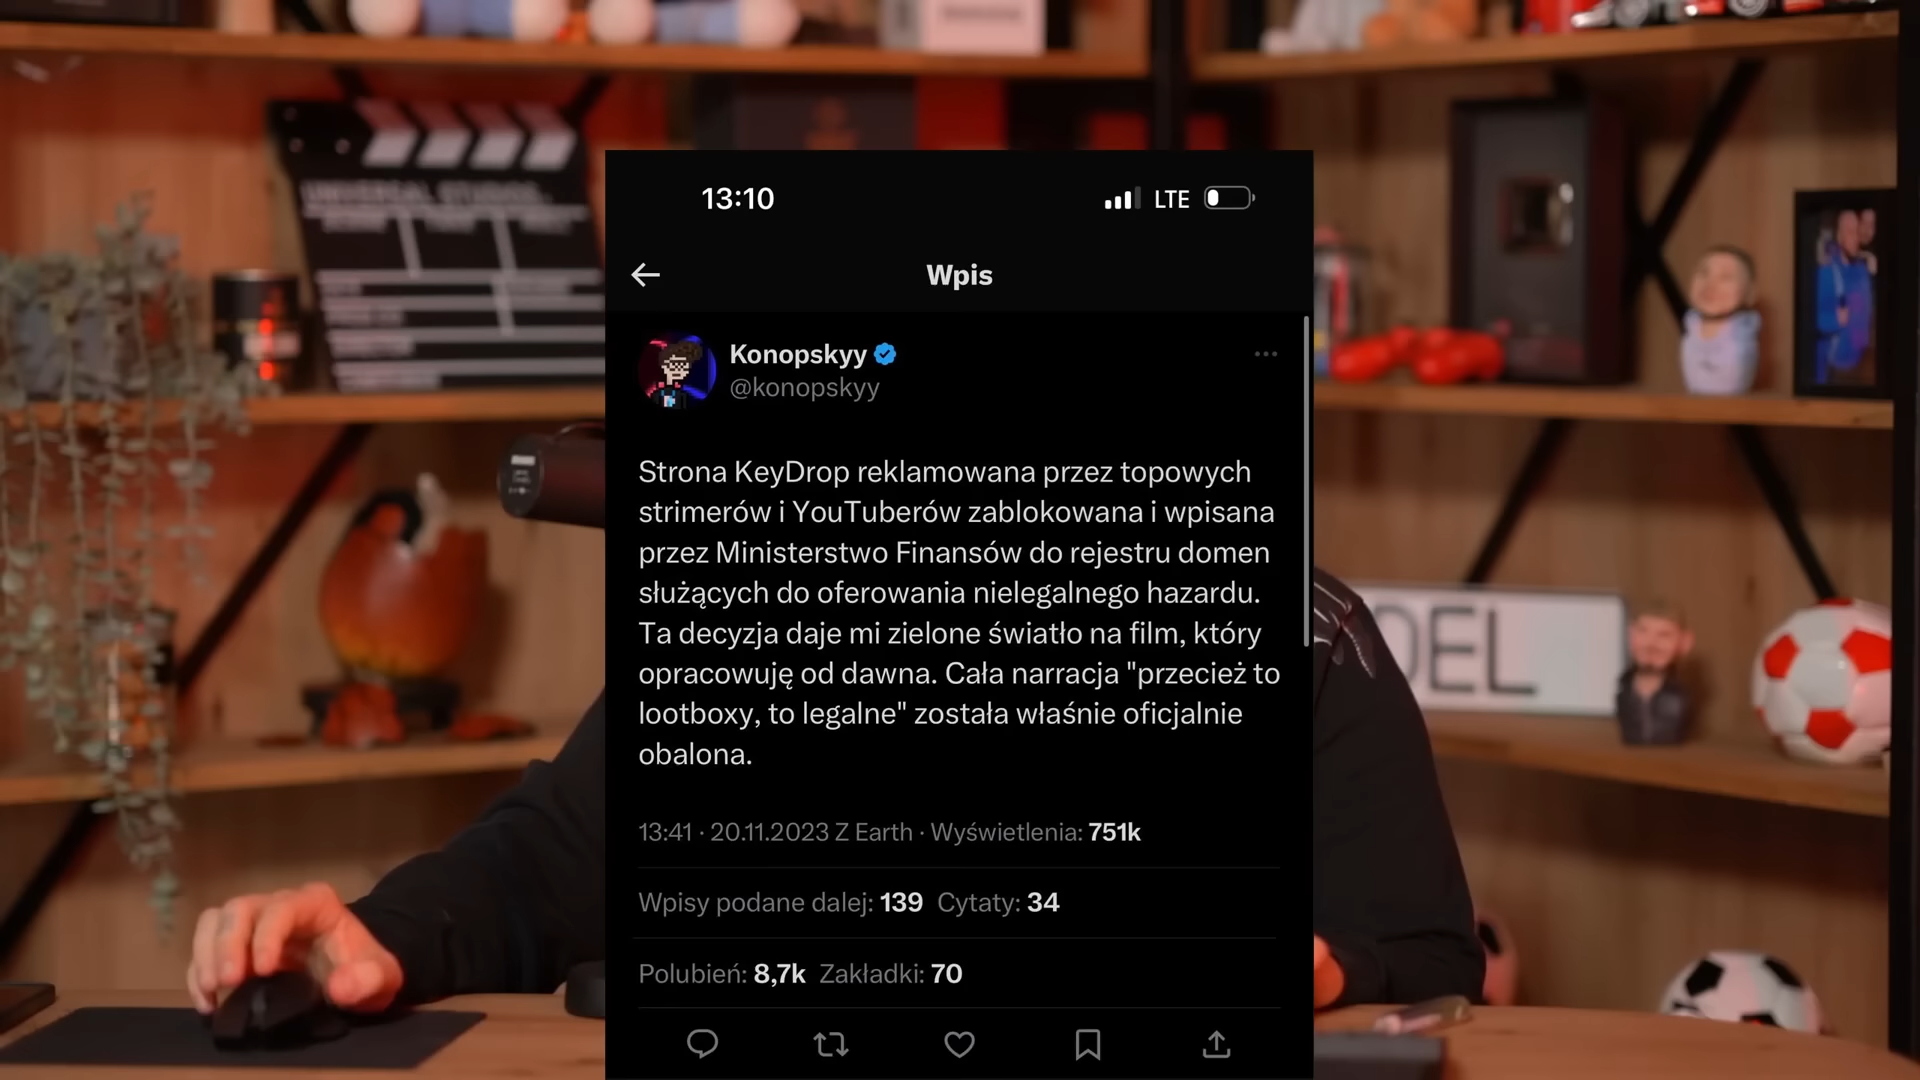 UNIVERSAL STUDIOS
13:10
LTE
Wpis
Konopskyy
@konopskyy
Strona KeyDrop reklamowana przez topowych
strimerów i YouTuberów zablokowana i wpisana
przez Ministerstwo Finansów do rejestru domen
służących do oferowania nielegalnego hazardu.
Ta decyzja daje mi zielone światło na film, który
opracowuję od dawna. Cała narracja "przecież to
lootboxy, to legalne" została właśnie oficjalnie
obalona.
13:41 · 20.11.2023 Z Earth · Wyświetlenia: 751k
Wpisy podane dalej: 139 Cytaty: 34
Polubień: 8,7k Zakładki: 70
DEL